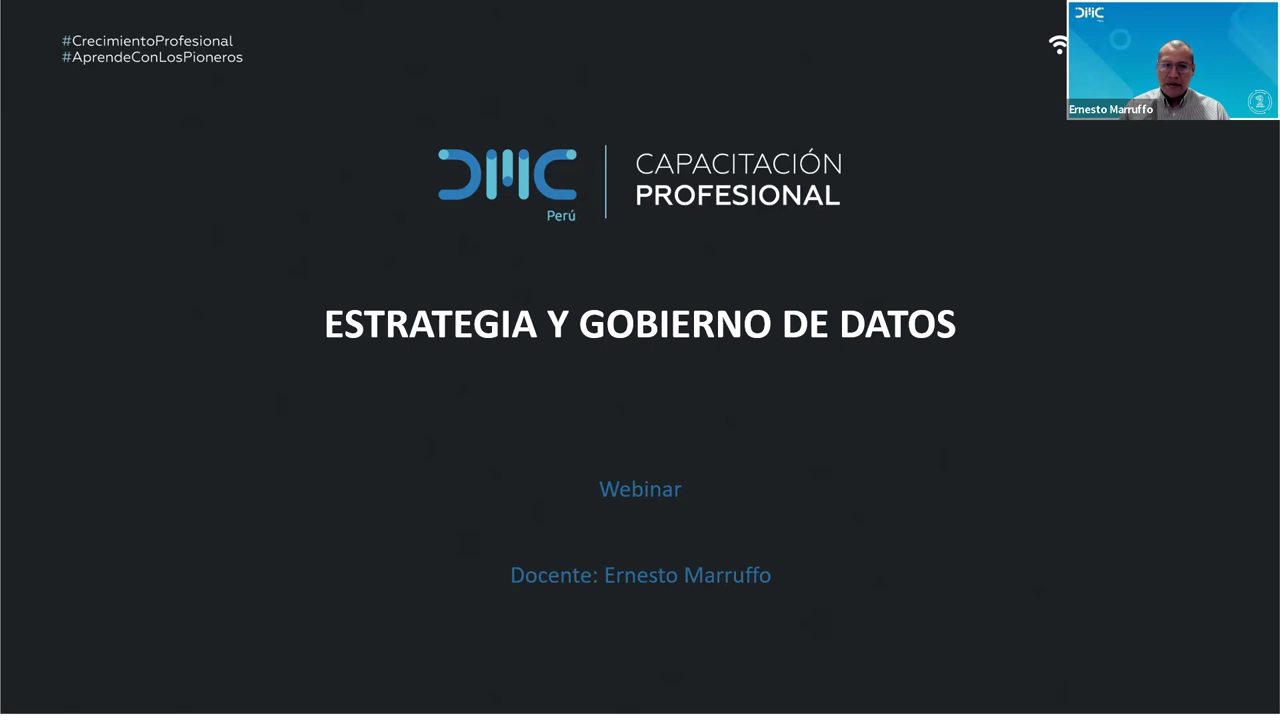 #CrecimientoProfesional
#AprendeConLosPioneros
DMC
Ernesto Marruffo
DMC
Perú
CAPACITACIÓN
PROFESIONAL
ESTRATEGIA Y GOBIERNO DE DATOS
Webinar
Docente: Ernesto Marruffo